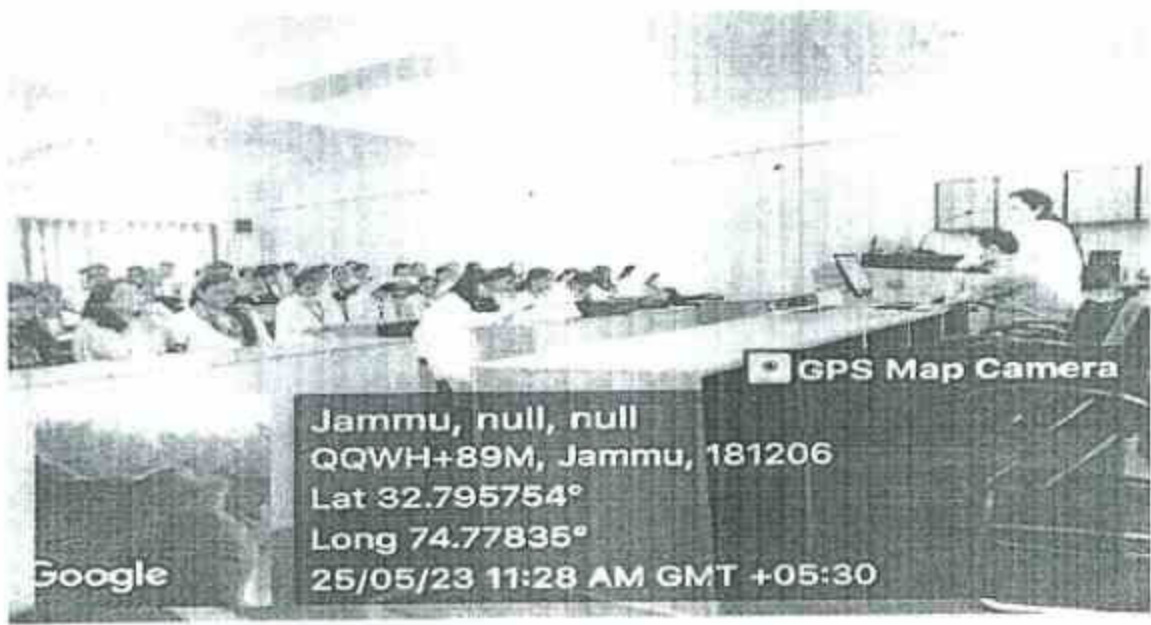 GPS Map Camera
Jammu, null, null
QQWH+89M, Jammu, 181206
Lat 32.795754°
Long 74.77835°
25/05/23 11:28 AM GMT +05:30
Google